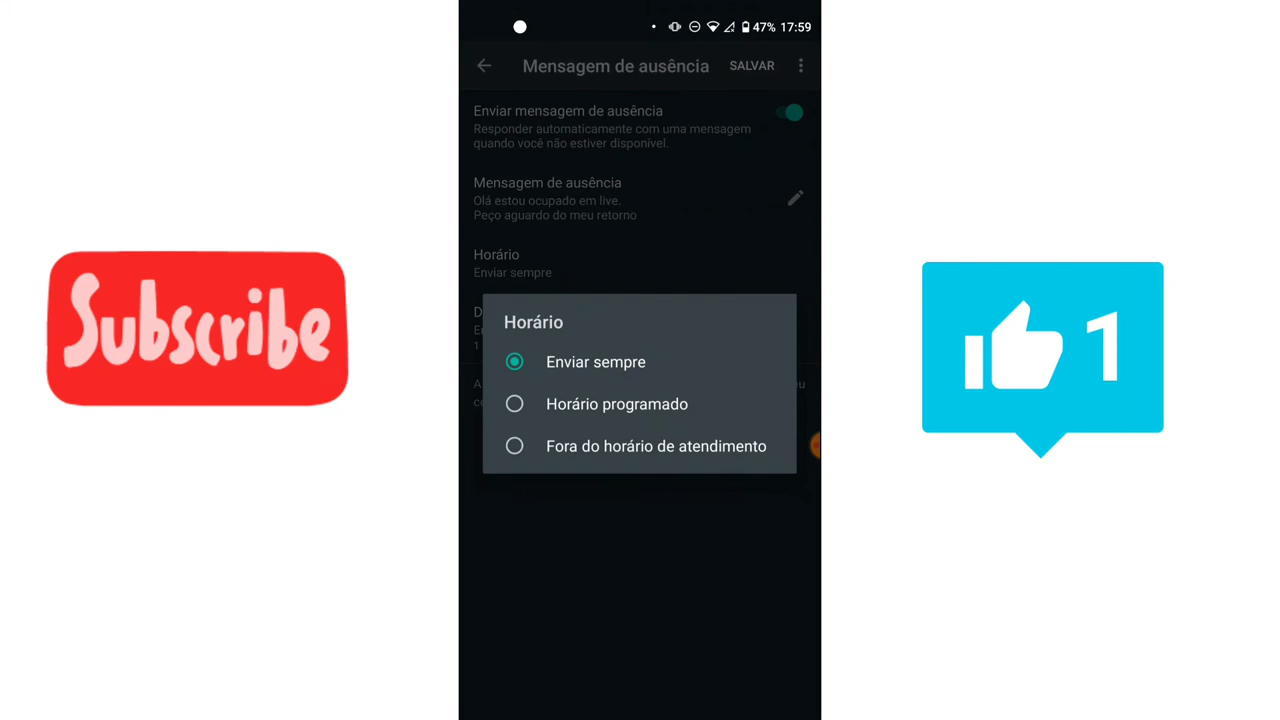 47% 17:59
Mensagem de ausência SALVAR
Enviar mensagem de ausência
Responder automaticamente com uma mensagem
quando você não estiver disponível.
Mensagem de ausência
Olá estou ocupado em live.
Peço aguardo do meu retorno
Horário
Enviar sempre
Horário
Enviar sempre
Horário programado
Fora do horário de atendimento
Subscribe
1